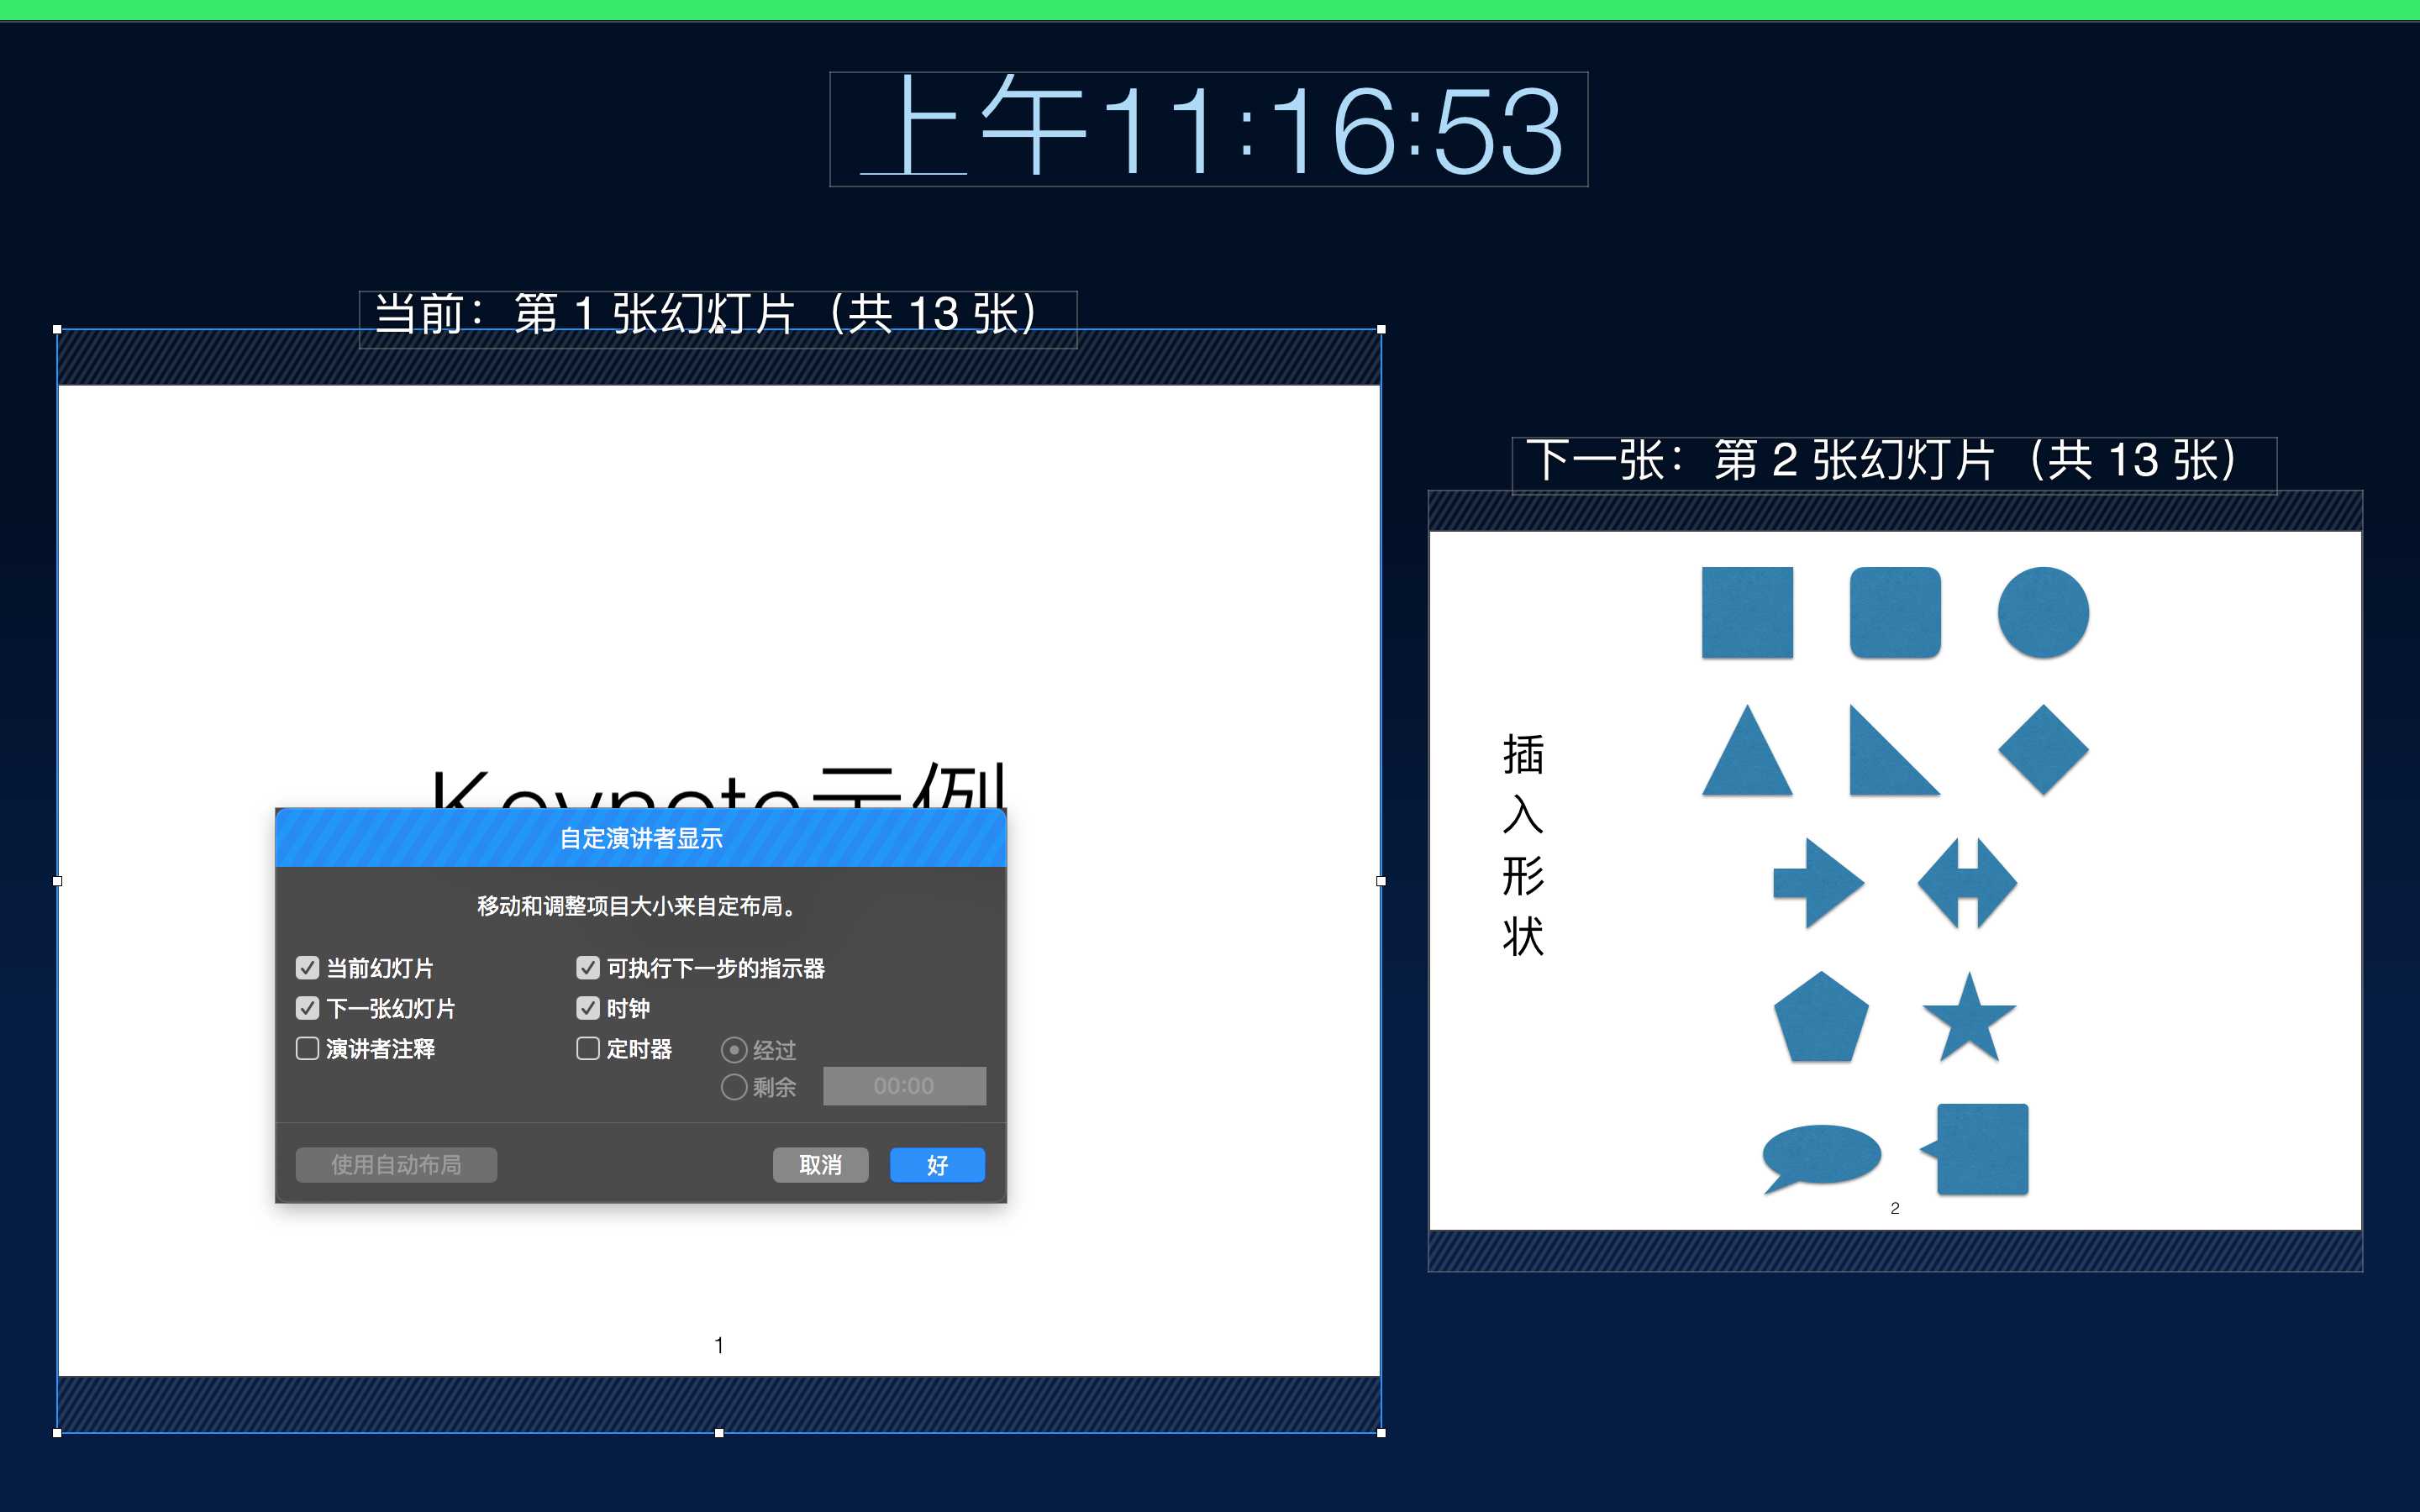 上午11:16:53
当前：第 1 张幻灯片（共 13 张）
Keynote示例
自定演讲者显示
移动和调整项目大小来自定布局。
当前幻灯片
可执行下一步的指示器
下一张幻灯片
时钟
演讲者注释
定时器
经过
剩余
00:00
使用自动布局
取消
好
1
下一张：第 2 张幻灯片（共 13 张）
插
入
形
状
2